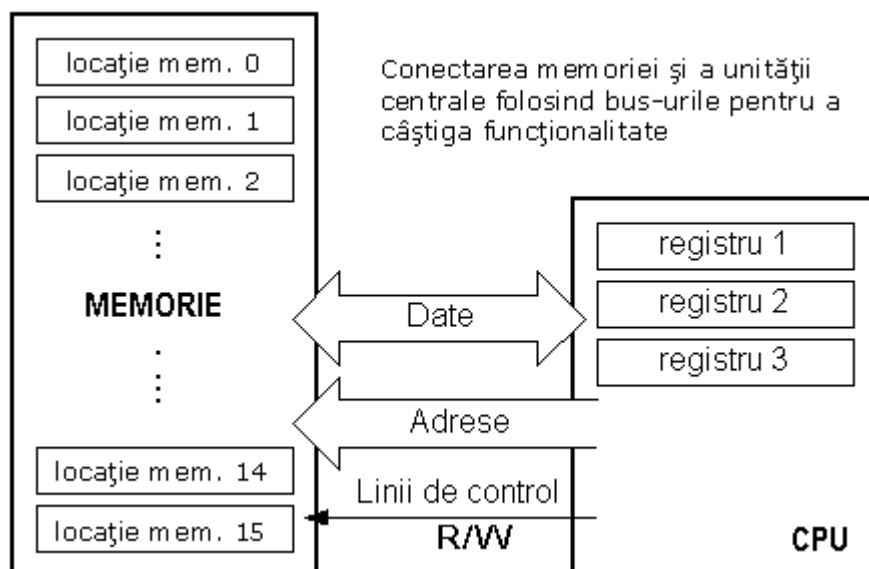 locaţie mem. 0
locaţie mem. 1
locaţie mem. 2
MEMORIE
locaţie mem. 14
locaţie mem. 15
Conectarea memoriei şi a unităţii
centrale folosind bus-urile pentru a
câştiga funcţionalitate
Date
Adrese
Linii de control
R/W
registru 1
registru 2
registru 3
CPU